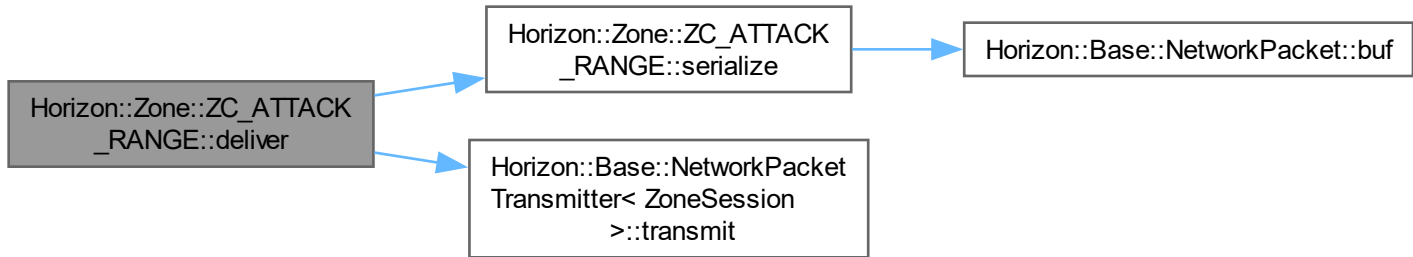 Horizon::Zone::ZC_ATTACK
_RANGE::deliver
Horizon::Zone::ZC_ATTACK
_RANGE::serialize
Horizon::Base::NetworkPacket::buf
Horizon::Base::NetworkPacket
Transmitter< ZoneSession
>::transmit